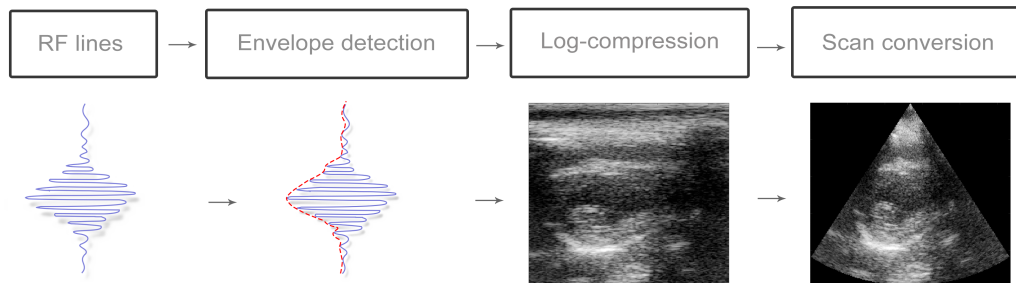 RF lines
Envelope detection
Log-compression
Scan conversion